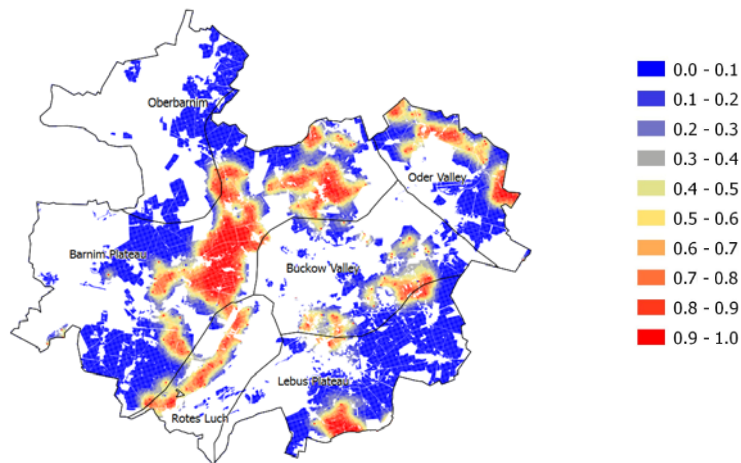 Oberbarnim
Oder Valley
Barnim Plateau
Buckow Valley
Lebus Plateau
Rotes Luch
0.0 - 0.1
0.1 - 0.2
0.2 - 0.3
0.3 - 0.4
0.4 - 0.5
0.5 - 0.6
0.6 - 0.7
0.7 - 0.8
0.8 - 0.9
0.9 - 1.0